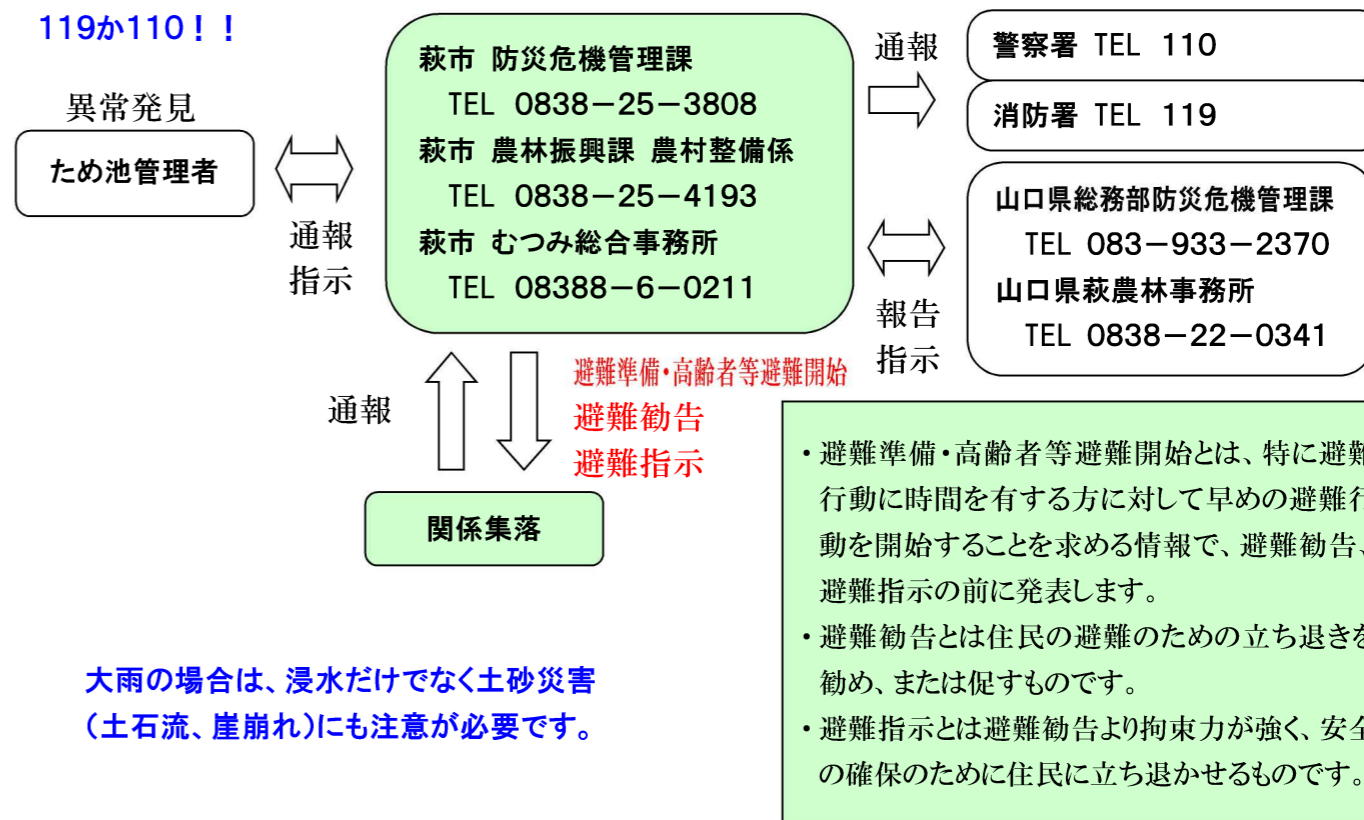 119か110！！
異常発見
ため池管理者
通報
指示
萩市 防災危機管理課
TEL 0838－25－3808
萩市 農林振興課 農村整備係
TEL 0838－25－4193
萩市 むつみ総合事務所
TEL 08388－6－0211
通報
警察署 TEL 110
消防署 TEL 119
報告
指示
山口県総務部防災危機管理課
TEL 083－933－2370
山口県萩農林事務所
TEL 0838－22－0341
通報
避難準備・高齢者等避難開始
避難勧告
避難指示
関係集落
・避難準備・高齢者等避難開始とは、特に避難
行動に時間を有する方に対して早めの避難行
動を開始することを求める情報で、避難勧告、
避難指示の前に発表します。
・避難勧告とは住民の避難のための立ち退きを
勧め、または促すものです。
・避難指示とは避難勧告より拘束力が強く、安全
の確保のために住民に立ち退かせるものです。
大雨の場合は、浸水だけでなく土砂災害
（土石流、崖崩れ）にも注意が必要です。